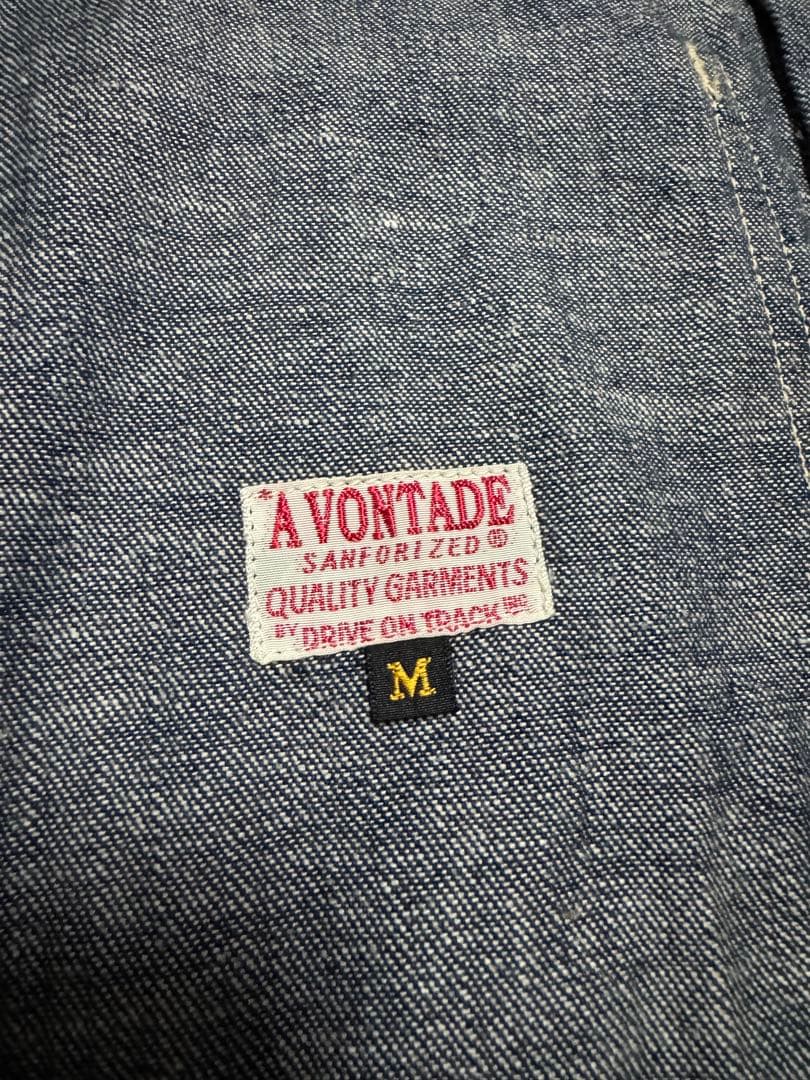 *A VONTADE
SANFORIZED®
QUALITY GARMENTS
BY DRIVE ON TRACK INC
M